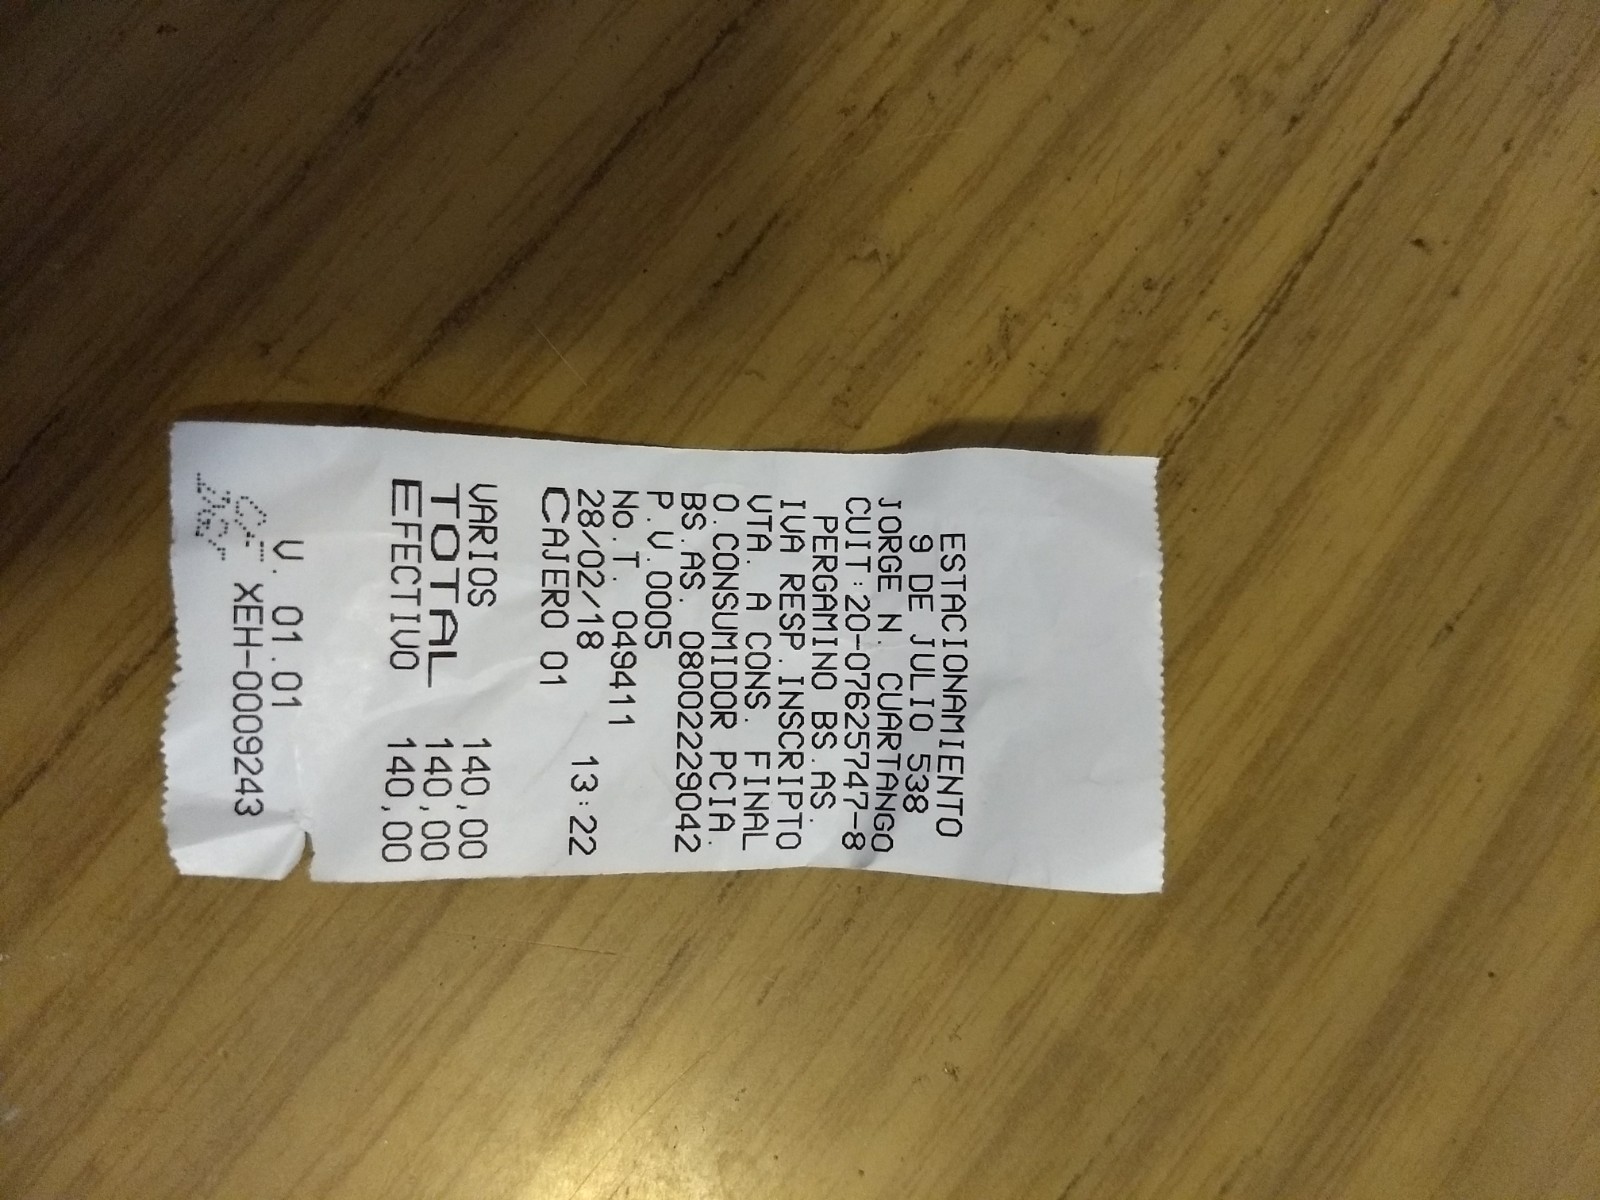 ESTACIONAMIENTO
9 DE JULIO 538
JORGE N. CUARTANGO
CUIT:20-07625747-8
PERGAMINO BS.AS.
IVA RESP.INSCRIPTO
VTA. A CONS. FINAL
O.CONSUMIDOR PCIA.
BS.AS. 08002229042
P.V.0005
No.T. 049411
28/02/18 13:22
CAJERO 01
VARIOS 140,00
TOTAL 140,00
EFECTIVO 140,00
V. 01.01
CF XEH-0009243
DGI